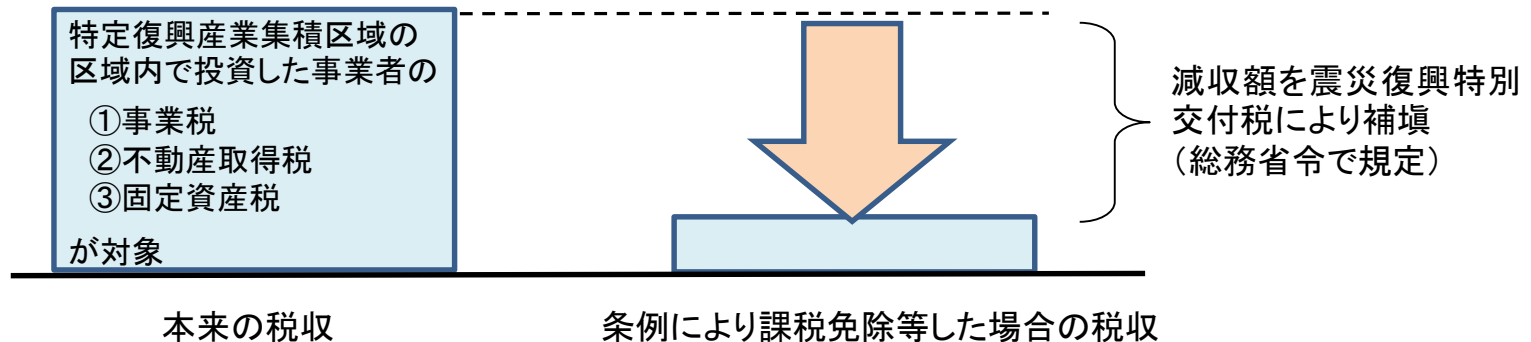 特定復興産業集積区域の
区域内で投資した事業者の
①事業税
②不動産取得税
③固定資産税
が対象
減収額を震災復興特別
交付税により補塡
（総務省令で規定）
本来の税収
条例により課税免除等した場合の税収